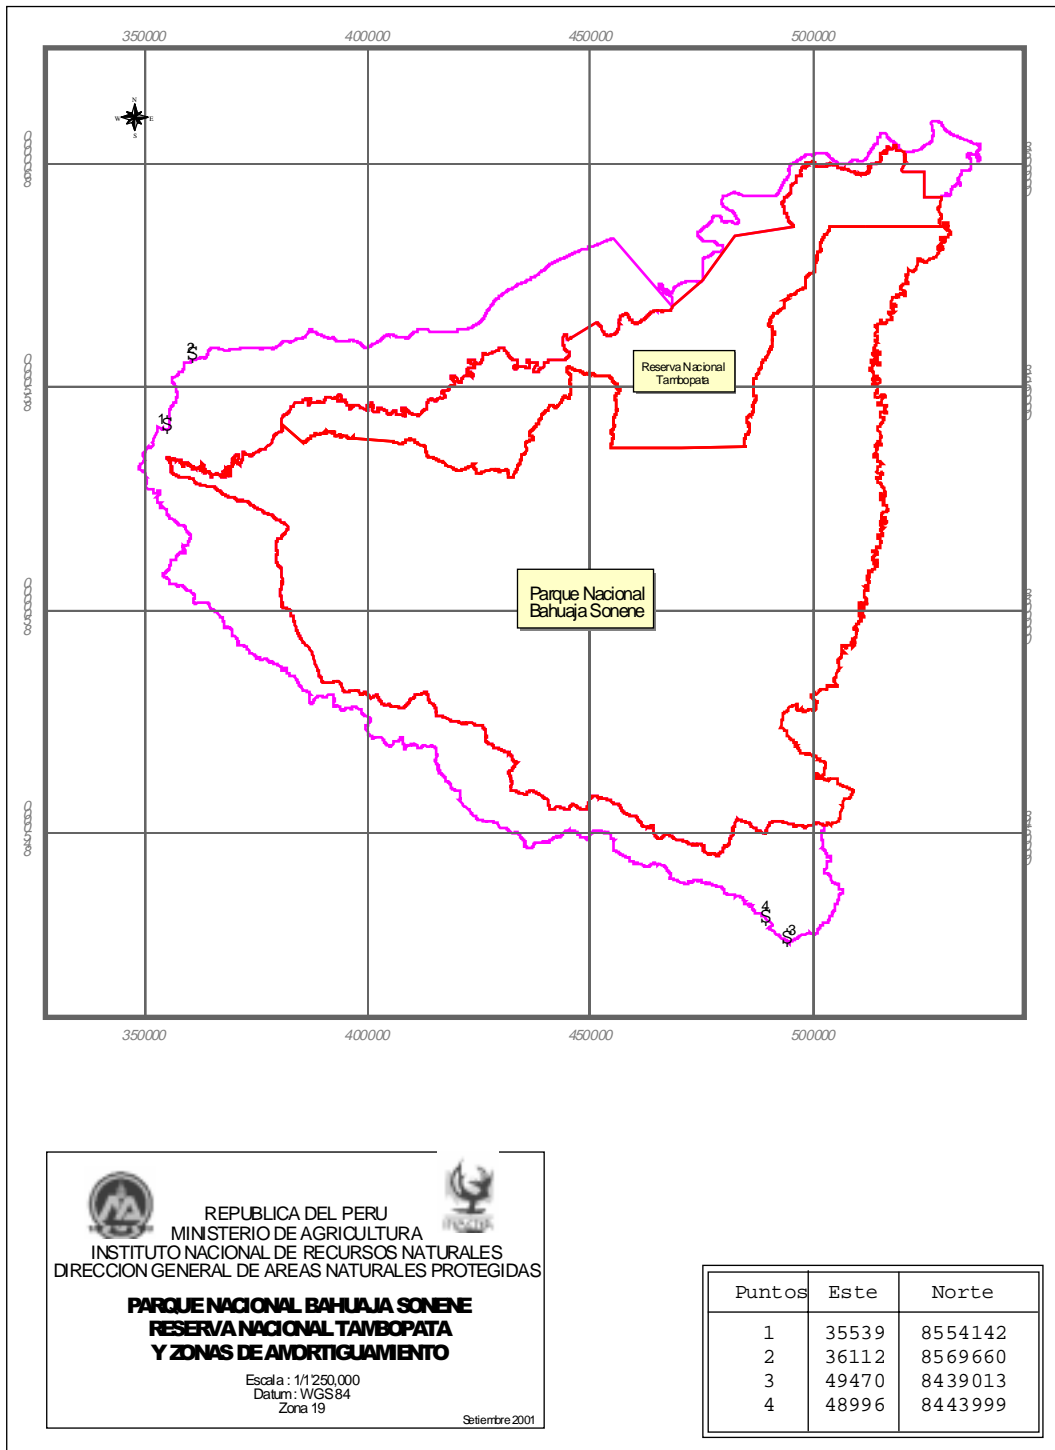 350000 400000 450000 500000
N
W E
S
2
S
1
S
Reserva Nacional
Tambopata
Parque Nacional
Bahuaja Sonene
4
S
3
S
350000 400000 450000 500000
REPUBLICA DEL PERU
MINISTERIO DE AGRICULTURA
INSTITUTO NACIONAL DE RECURSOS NATURALES
DIRECCION GENERAL DE AREAS NATURALES PROTEGIDAS
PARQUE NACIONAL BAHUAJA SONENE
RESERVA NACIONAL TAMBOPATA
Y ZONAS DE AMORTIGUAMIENTO
Escala : 1/1'250,000
Datum : WGS 84
Zona 19
Setiembre 2001
Puntos Este Norte
1 35539 8554142
2 36112 8569660
3 49470 8439013
4 48996 8443999